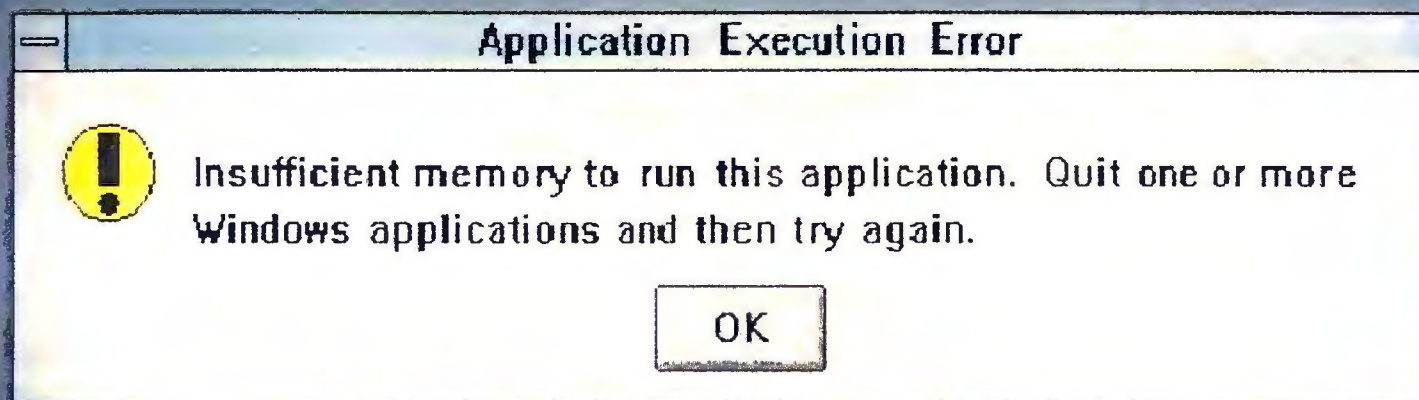 Application Execution Error
Insufficient memory to run this application. Quit one or more
Windows applications and then try again.
OK